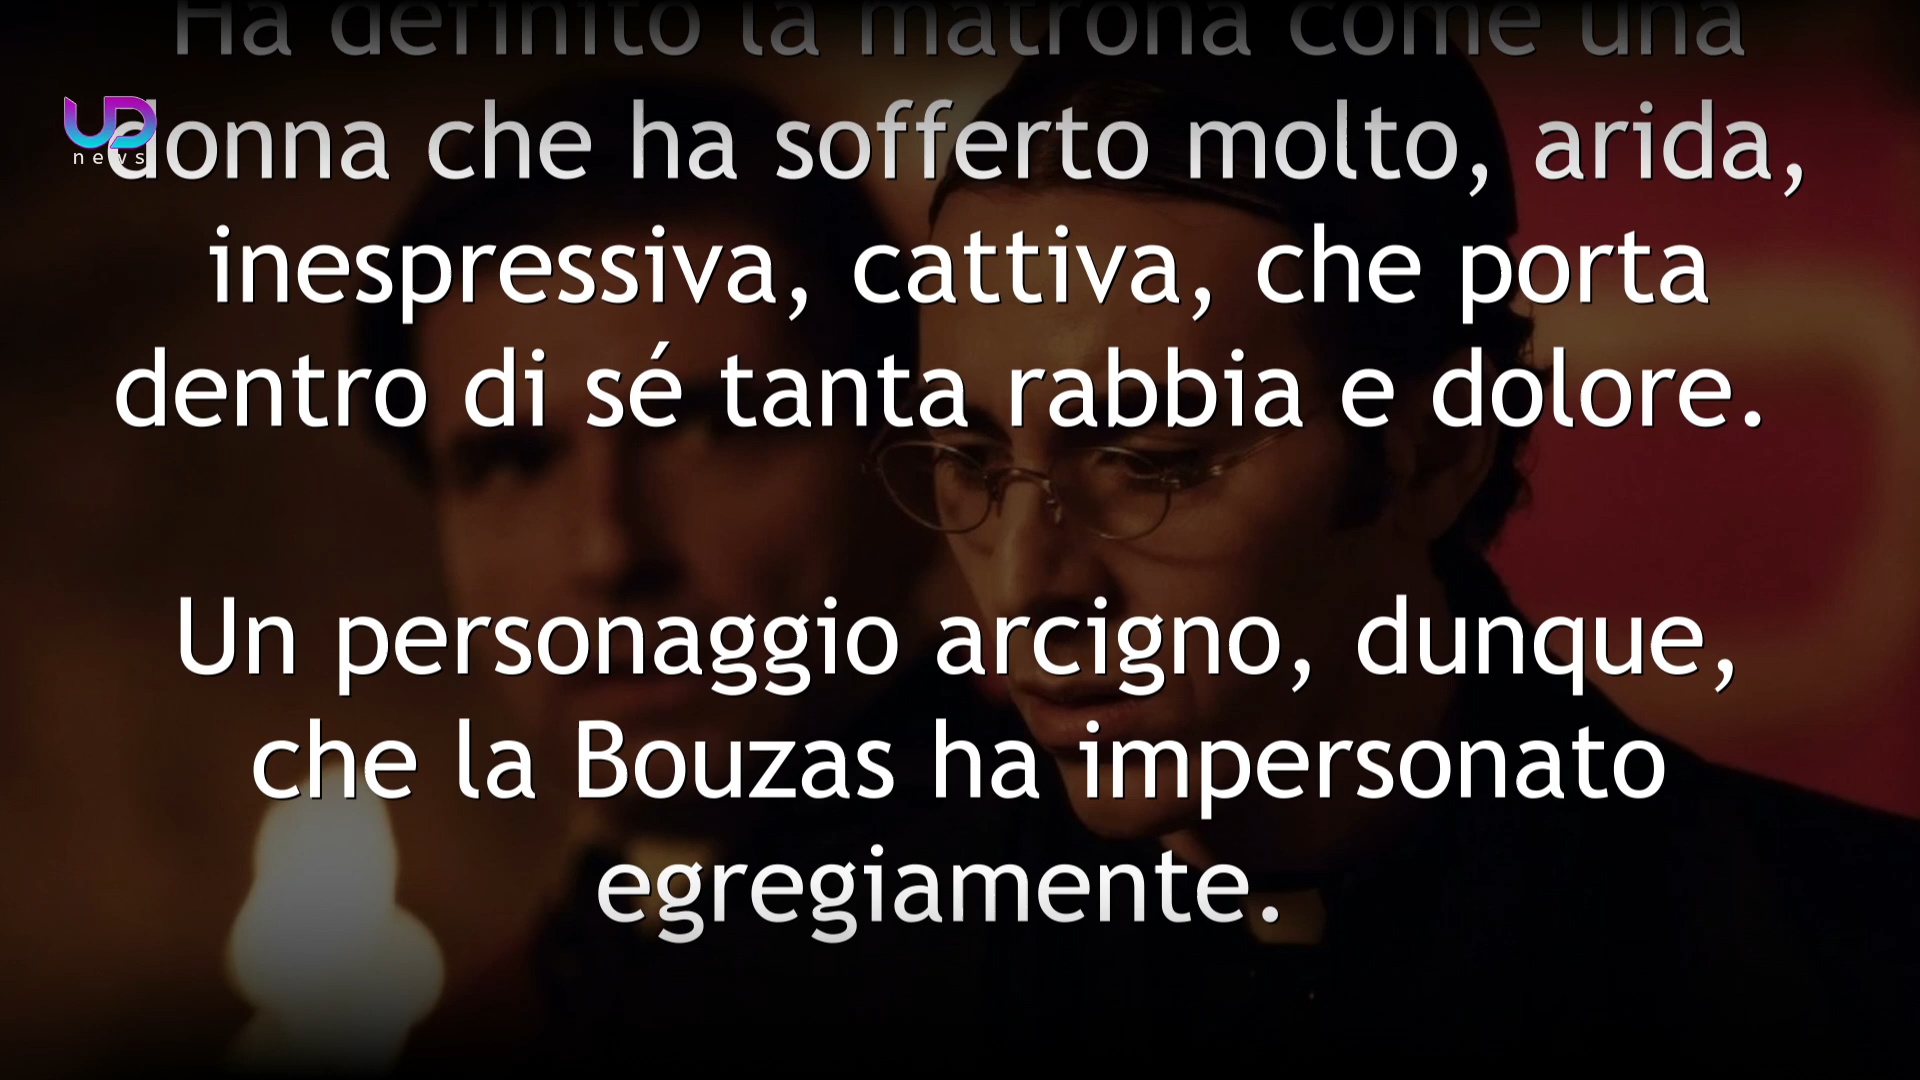 Ha definito la matrona come una
UD
news
donna che ha sofferto molto, arida,
inespressiva, cattiva, che porta
dentro di sé tanta rabbia e dolore.
Un personaggio arcigno, dunque,
che la Bouzas ha impersonato
egregiamente.